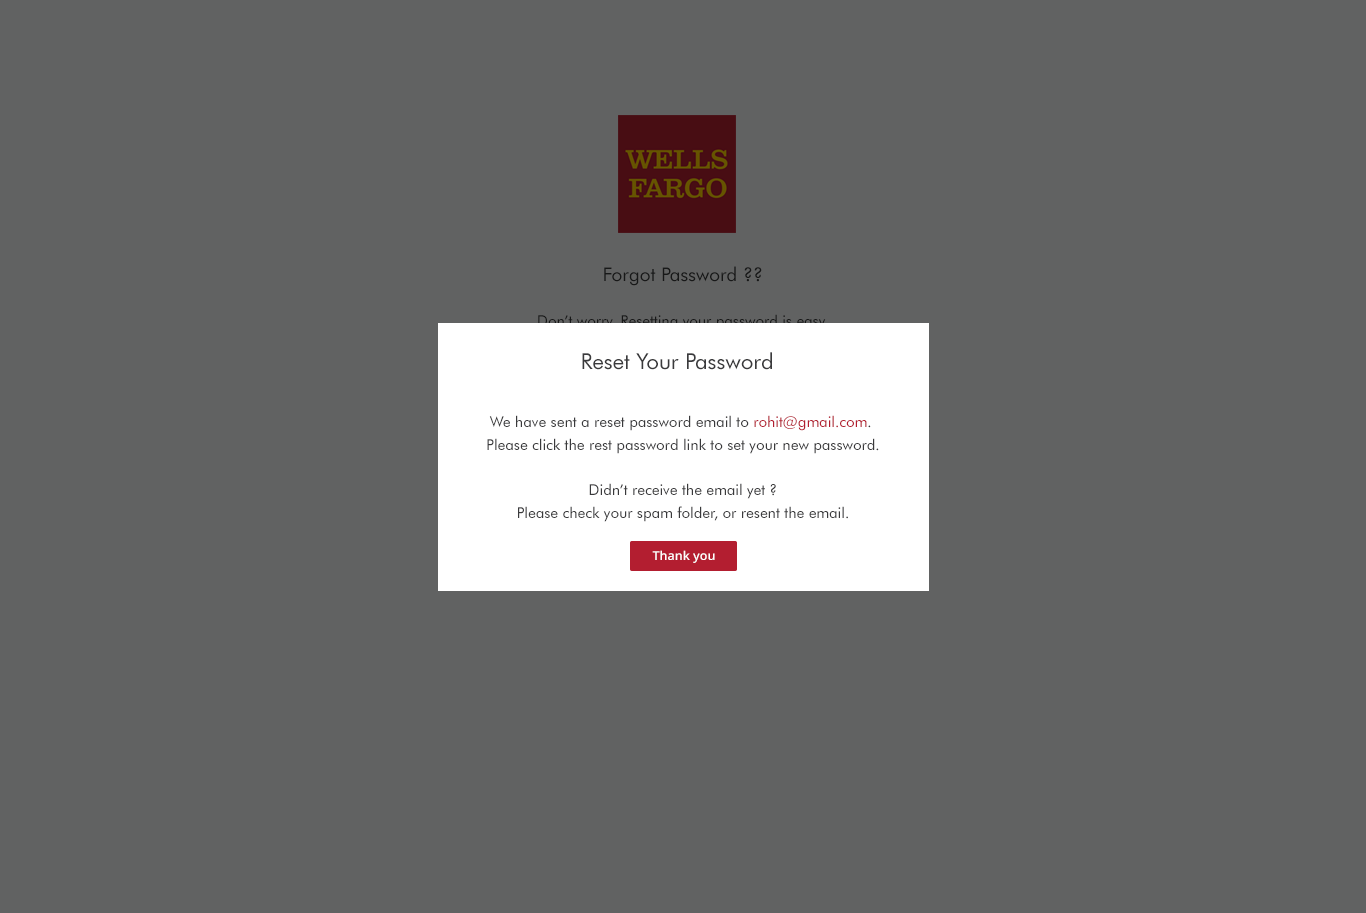 WELLS
FARGO
Forgot Password ??
Don't worry. Resetting your password is easy
Reset Your Password
We have sent a reset password email to rohit@gmail.com.
Please click the rest password link to set your new password.
Didn't receive the email yet ?
Please check your spam folder, or resent the email.
Thank you